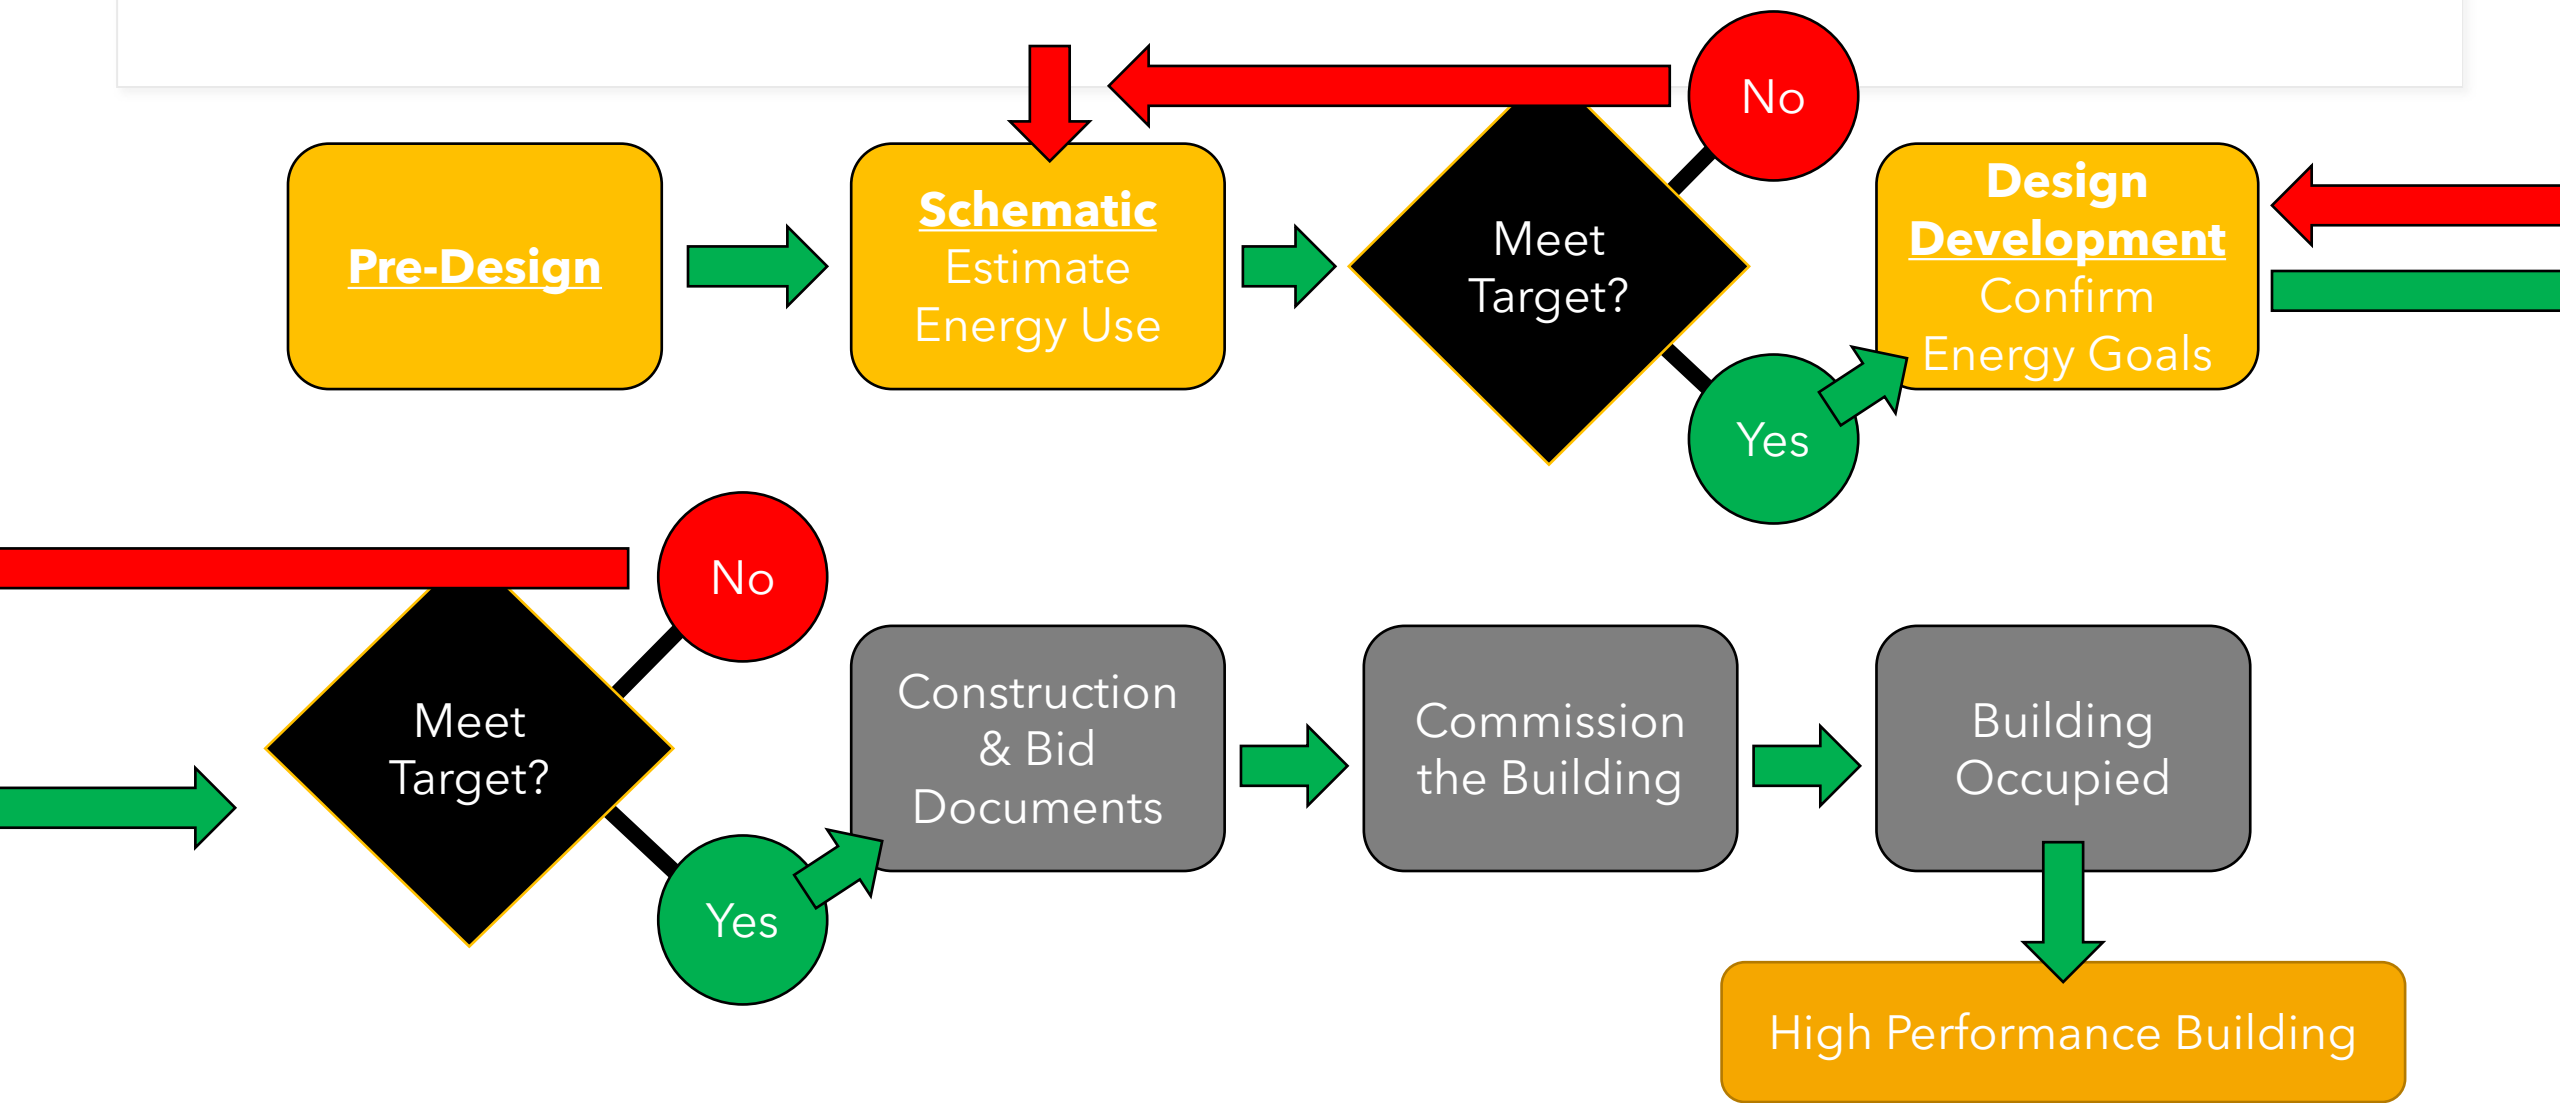 No
Pre-Design
Schematic
Estimate
Energy Use
Meet
Target?
Yes
Design
Development
Confirm
Energy Goals
No
Meet
Target?
Yes
Construction
& Bid
Documents
Commission
the Building
Building
Occupied
High Performance Building